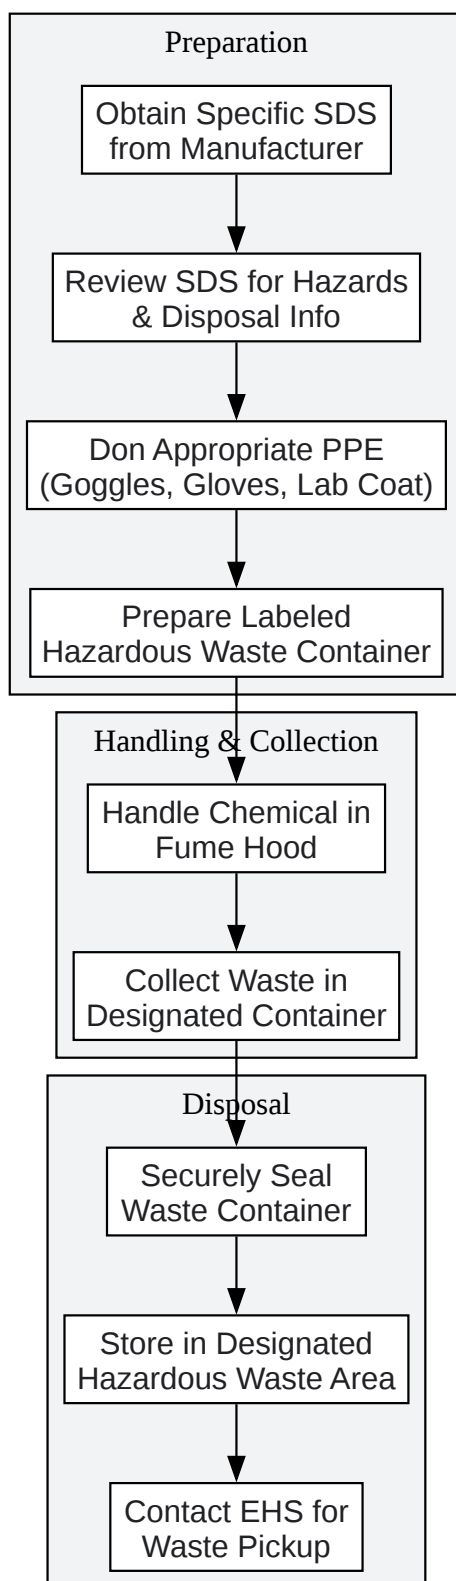 Preparation
Obtain Specific SDS
from Manufacturer
Review SDS for Hazards
& Disposal Info
Don Appropriate PPE
(Goggles, Gloves, Lab Coat)
Prepare Labeled
Hazardous Waste Container
Handling & Collection
Handle Chemical in
Fume Hood
Collect Waste in
Designated Container
Disposal
Securely Seal
Waste Container
Store in Designated
Hazardous Waste Area
Contact EHS for
Waste Pickup